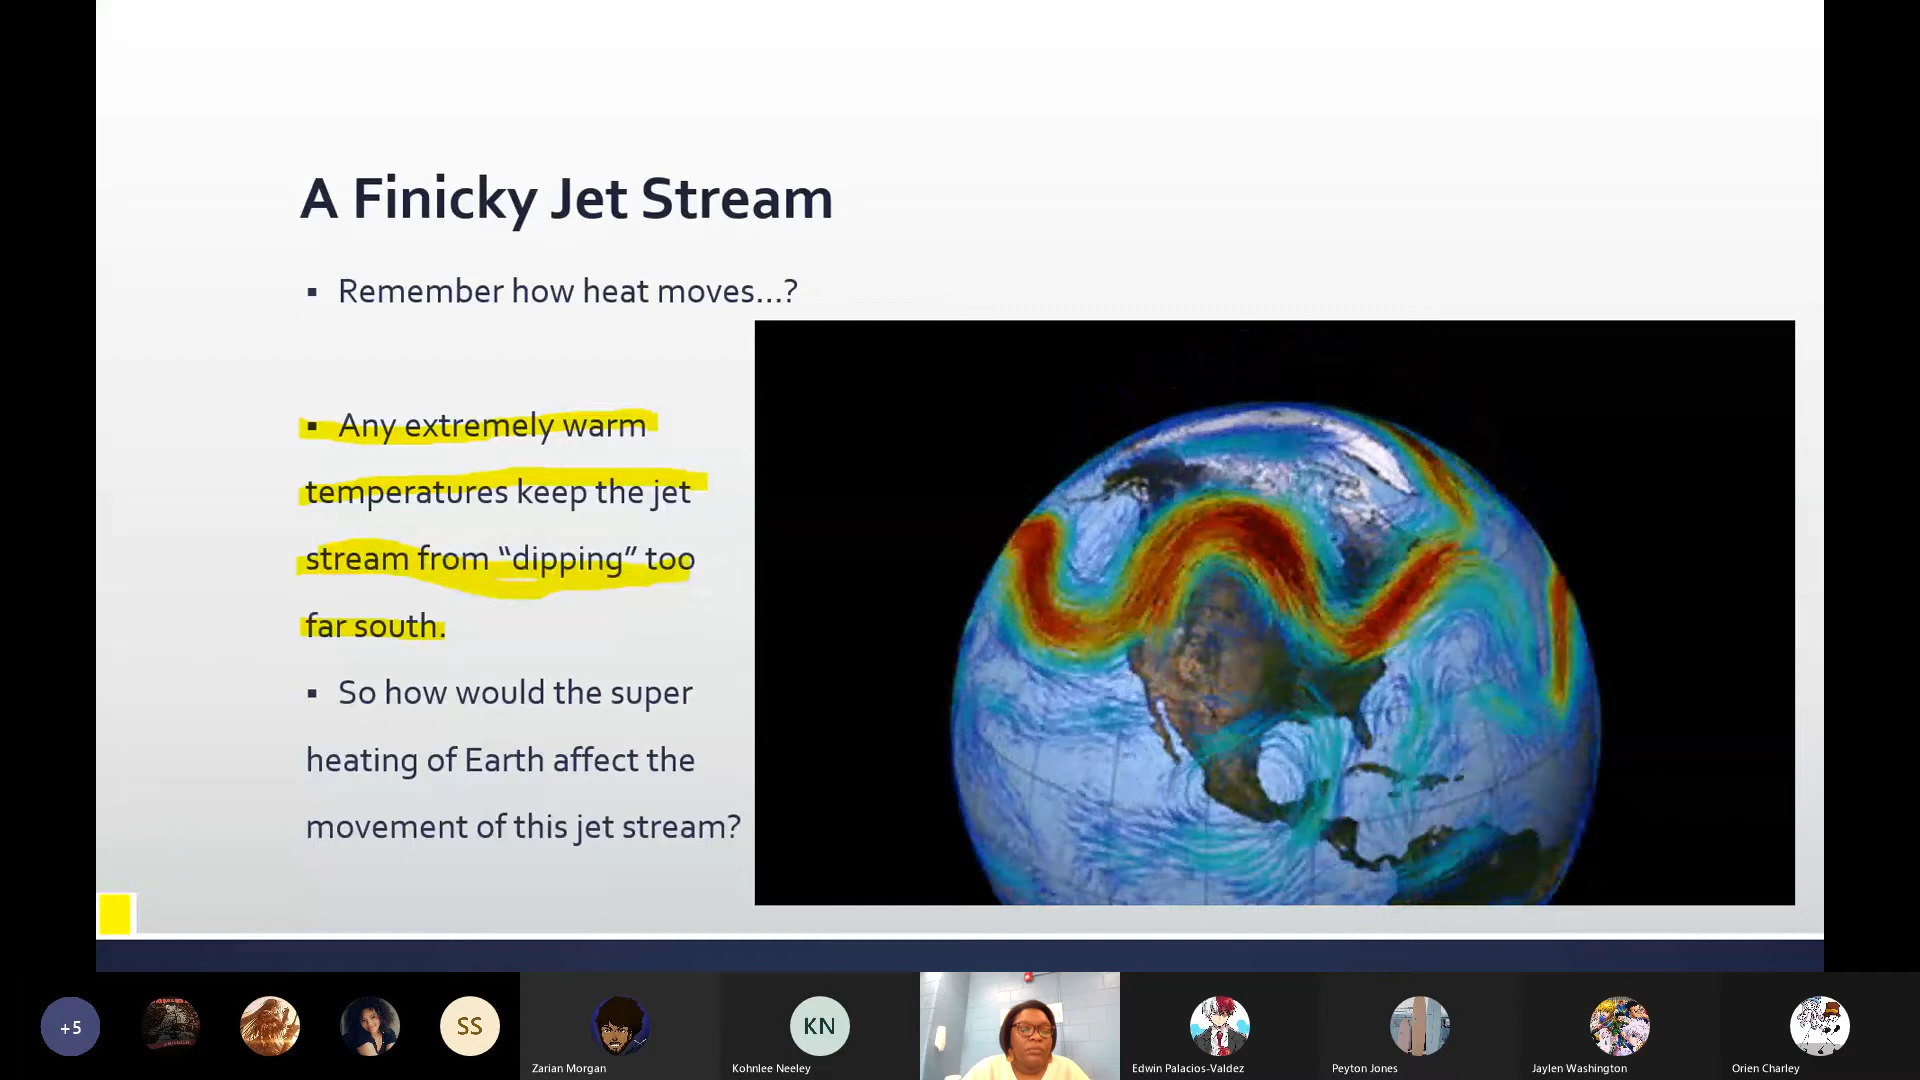 A Finicky Jet Stream
▪ Remember how heat moves...?
▪ Any extremely warm
temperatures keep the jet
stream from “dipping” too
far south.
▪ So how would the super
heating of Earth affect the
movement of this jet stream?
+5
SS
KN
Zarian Morgan
Kohnlee Neeley
Edwin Palacios-Valdez
Peyton Jones
Jaylen Washington
Orien Charley